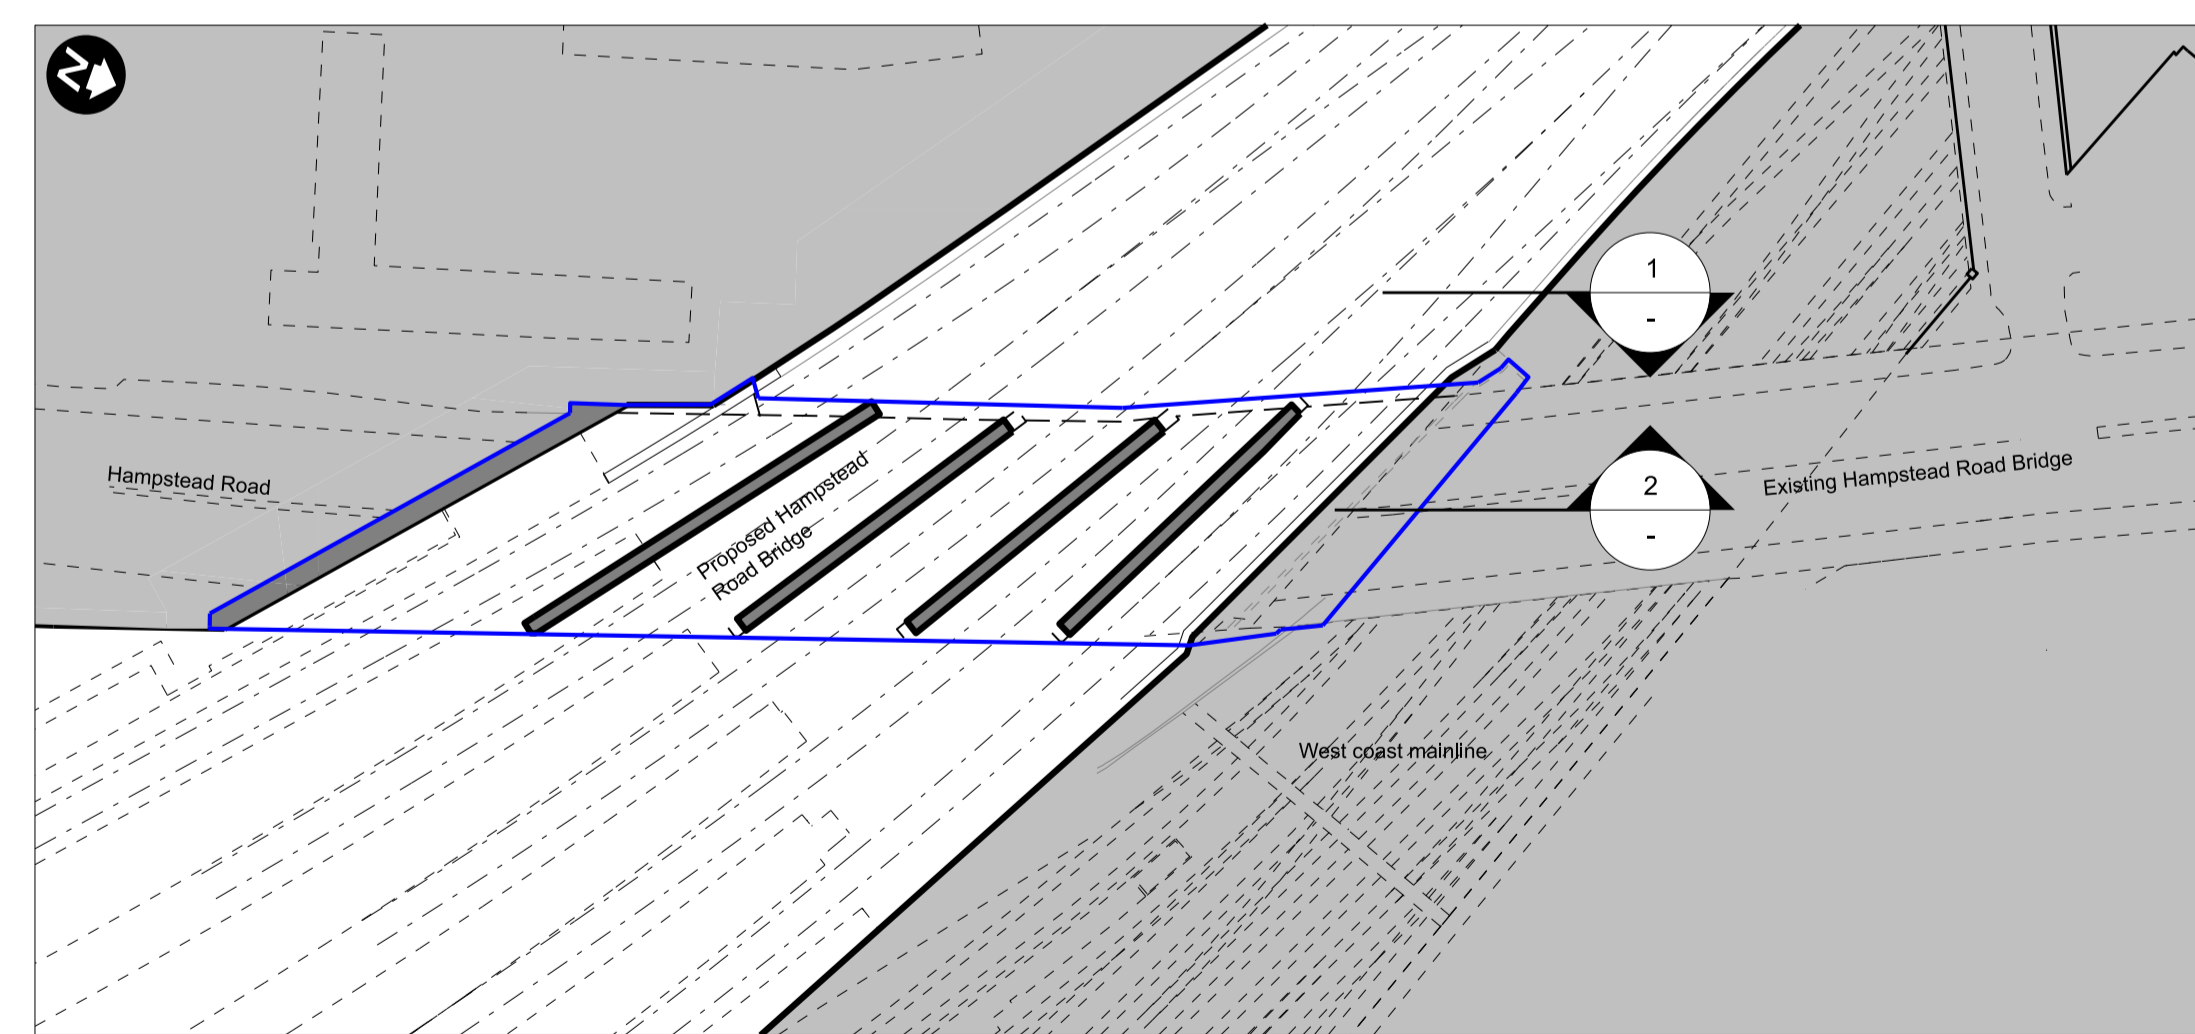 N
1
-
Hampstead Road
Proposed Hampstead
Road Bridge
2
-
Existing Hampstead Road Bridge
West coast mainline